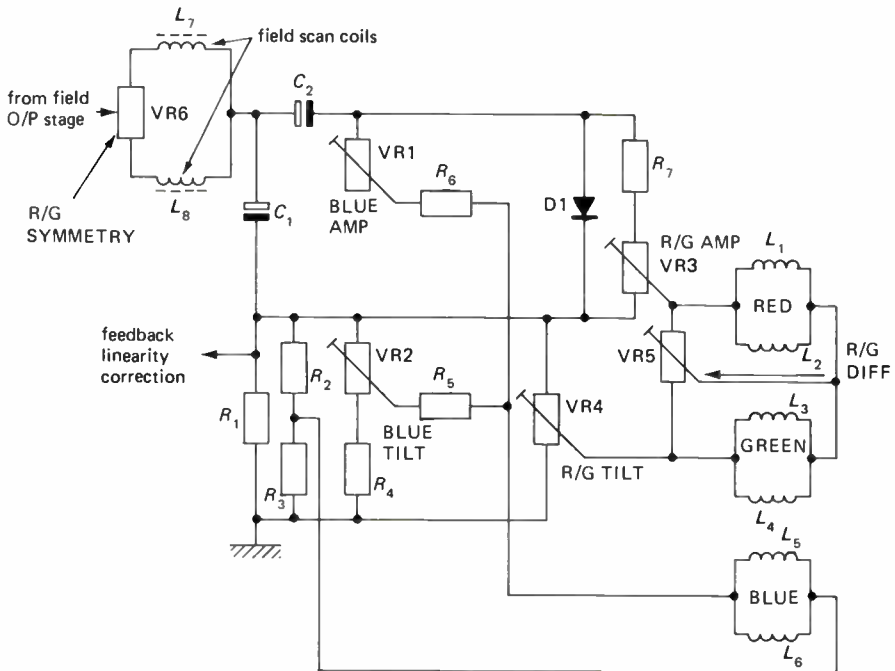 L₇
field scan coils
from field
O/P stage
VR6
C₂
L₈
R/G
SYMMETRY
C₁
VR1
BLUE
AMP
R₆
D1
R₇
R/G AMP
VR3
L₁
RED
L₂
R/G
DIFF
VR5
feedback
linearity
correction
R₁
R₂
R₃
VR2
BLUE
TILT
R₅
R₄
VR4
R/G TILT
L₃
GREEN
L₄
L₅
BLUE
L₆